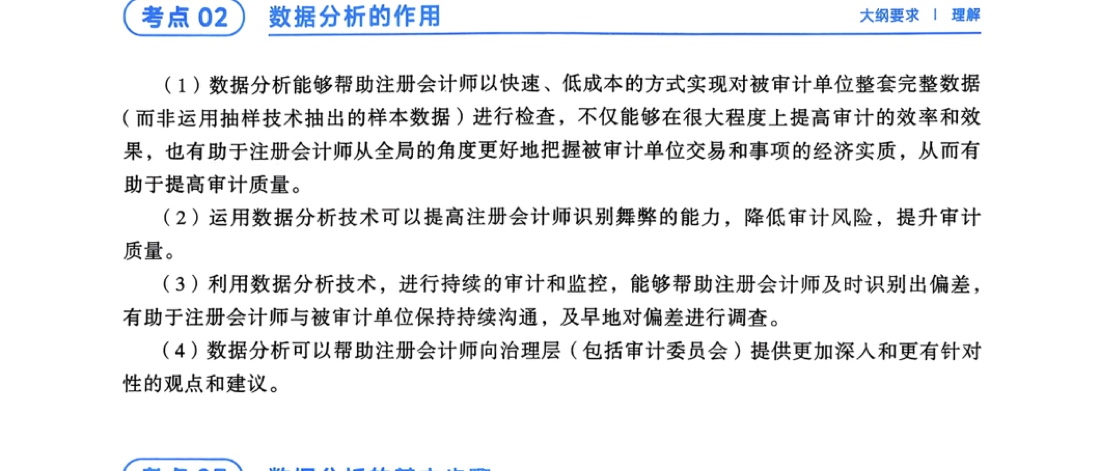 考点 02 数据分析的作用 大纲要求 | 理解
（1）数据分析能够帮助注册会计师以快速、低成本的方式实现对被审计单位整套完整数据
（而非运用抽样技术抽出的样本数据）进行检查，不仅能够在很大程度上提高审计的效率和效
果，也有助于注册会计师从全局的角度更好地把握被审计单位交易和事项的经济实质，从而有
助于提高审计质量。
（2）运用数据分析技术可以提高注册会计师识别舞弊的能力，降低审计风险，提升审计
质量。
（3）利用数据分析技术，进行持续的审计和监控，能够帮助注册会计师及时识别出偏差，
有助于注册会计师与被审计单位保持持续沟通，及早地对偏差进行调查。
（4）数据分析可以帮助注册会计师向治理层（包括审计委员会）提供更加深入和更有针对
性的观点和建议。